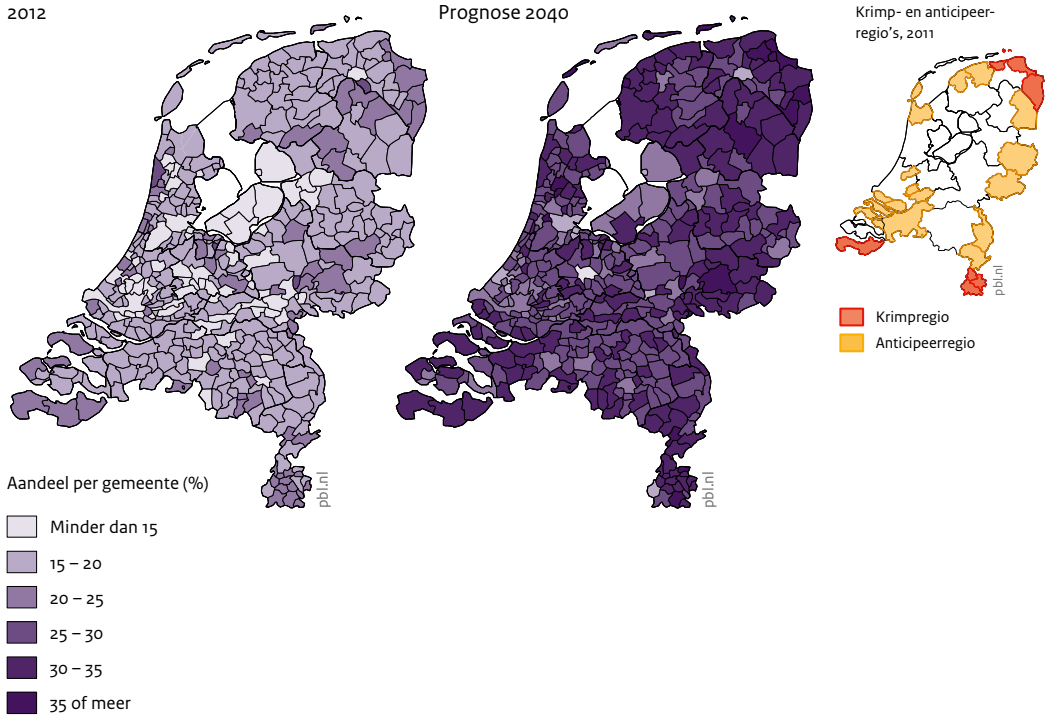 2012
Prognose 2040
Krimp- en anticipeer-
regio's, 2011
pbl.nl
Krimpregio
Anticipeerregio
pbl.nl
pbl.nl
Aandeel per gemeente (%)
Minder dan 15
15 – 20
20 – 25
25 – 30
30 – 35
35 of meer